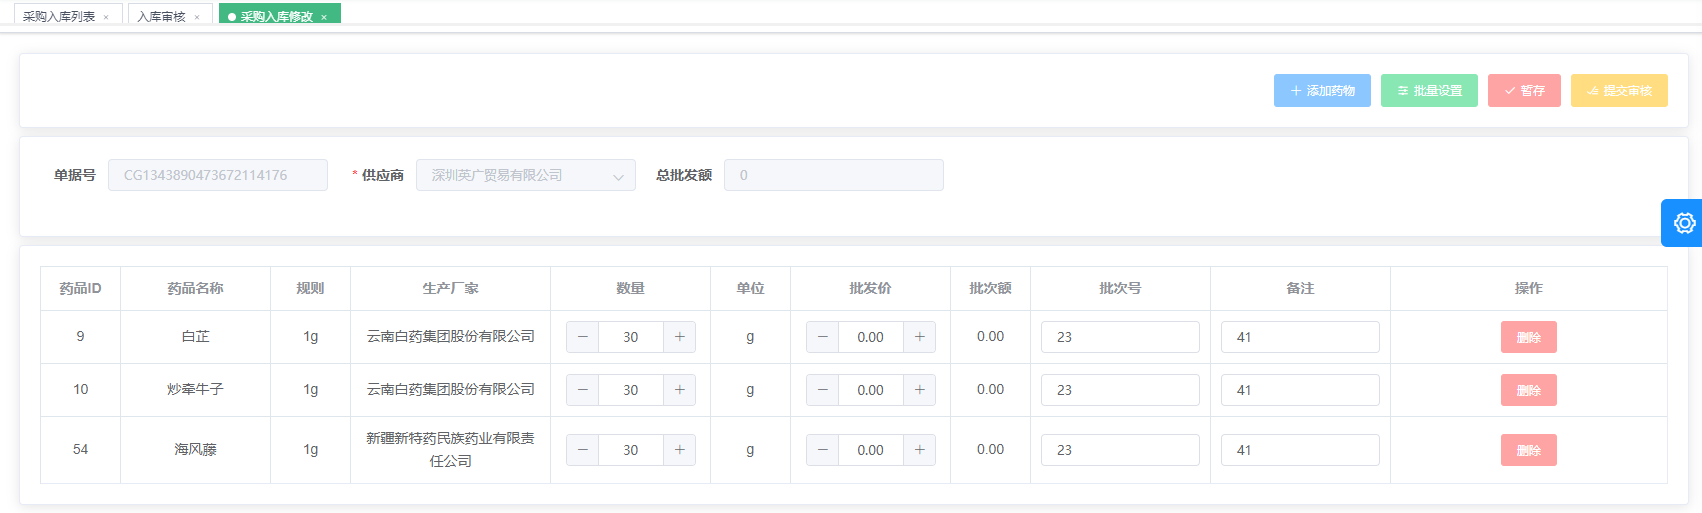 采购入库列表 ×
入库审核 ×
采购入库修改 ×
添加药物
批量设置
暂存
提交审核
单据号 CG1343890473672114176
* 供应商 深圳英广贸易有限公司
总批发额 0
药品ID 药品名称 规则 生产厂家 数量 单位 批发价 批次额 批次号 备注 操作
9 白芷 1g 云南白药集团股份有限公司 − 30 + g − 0.00 + 0.00 23 41 删除
10 炒牵牛子 1g 云南白药集团股份有限公司 − 30 + g − 0.00 + 0.00 23 41 删除
54 海风藤 1g 新疆新特药民族药业有限责
任公司 − 30 + g − 0.00 + 0.00 23 41 删除